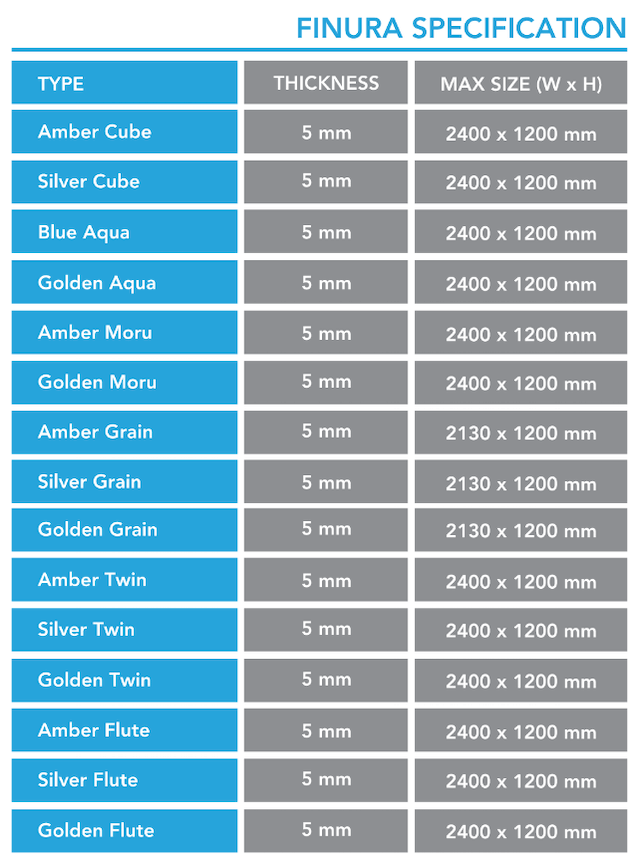 FINURA SPECIFICATION
TYPE THICKNESS MAX SIZE (W x H)
Amber Cube 5 mm 2400 x 1200 mm
Silver Cube 5 mm 2400 x 1200 mm
Blue Aqua 5 mm 2400 x 1200 mm
Golden Aqua 5 mm 2400 x 1200 mm
Amber Moru 5 mm 2400 x 1200 mm
Golden Moru 5 mm 2400 x 1200 mm
Amber Grain 5 mm 2130 x 1200 mm
Silver Grain 5 mm 2130 x 1200 mm
Golden Grain 5 mm 2130 x 1200 mm
Amber Twin 5 mm 2400 x 1200 mm
Silver Twin 5 mm 2400 x 1200 mm
Golden Twin 5 mm 2400 x 1200 mm
Amber Flute 5 mm 2400 x 1200 mm
Silver Flute 5 mm 2400 x 1200 mm
Golden Flute 5 mm 2400 x 1200 mm